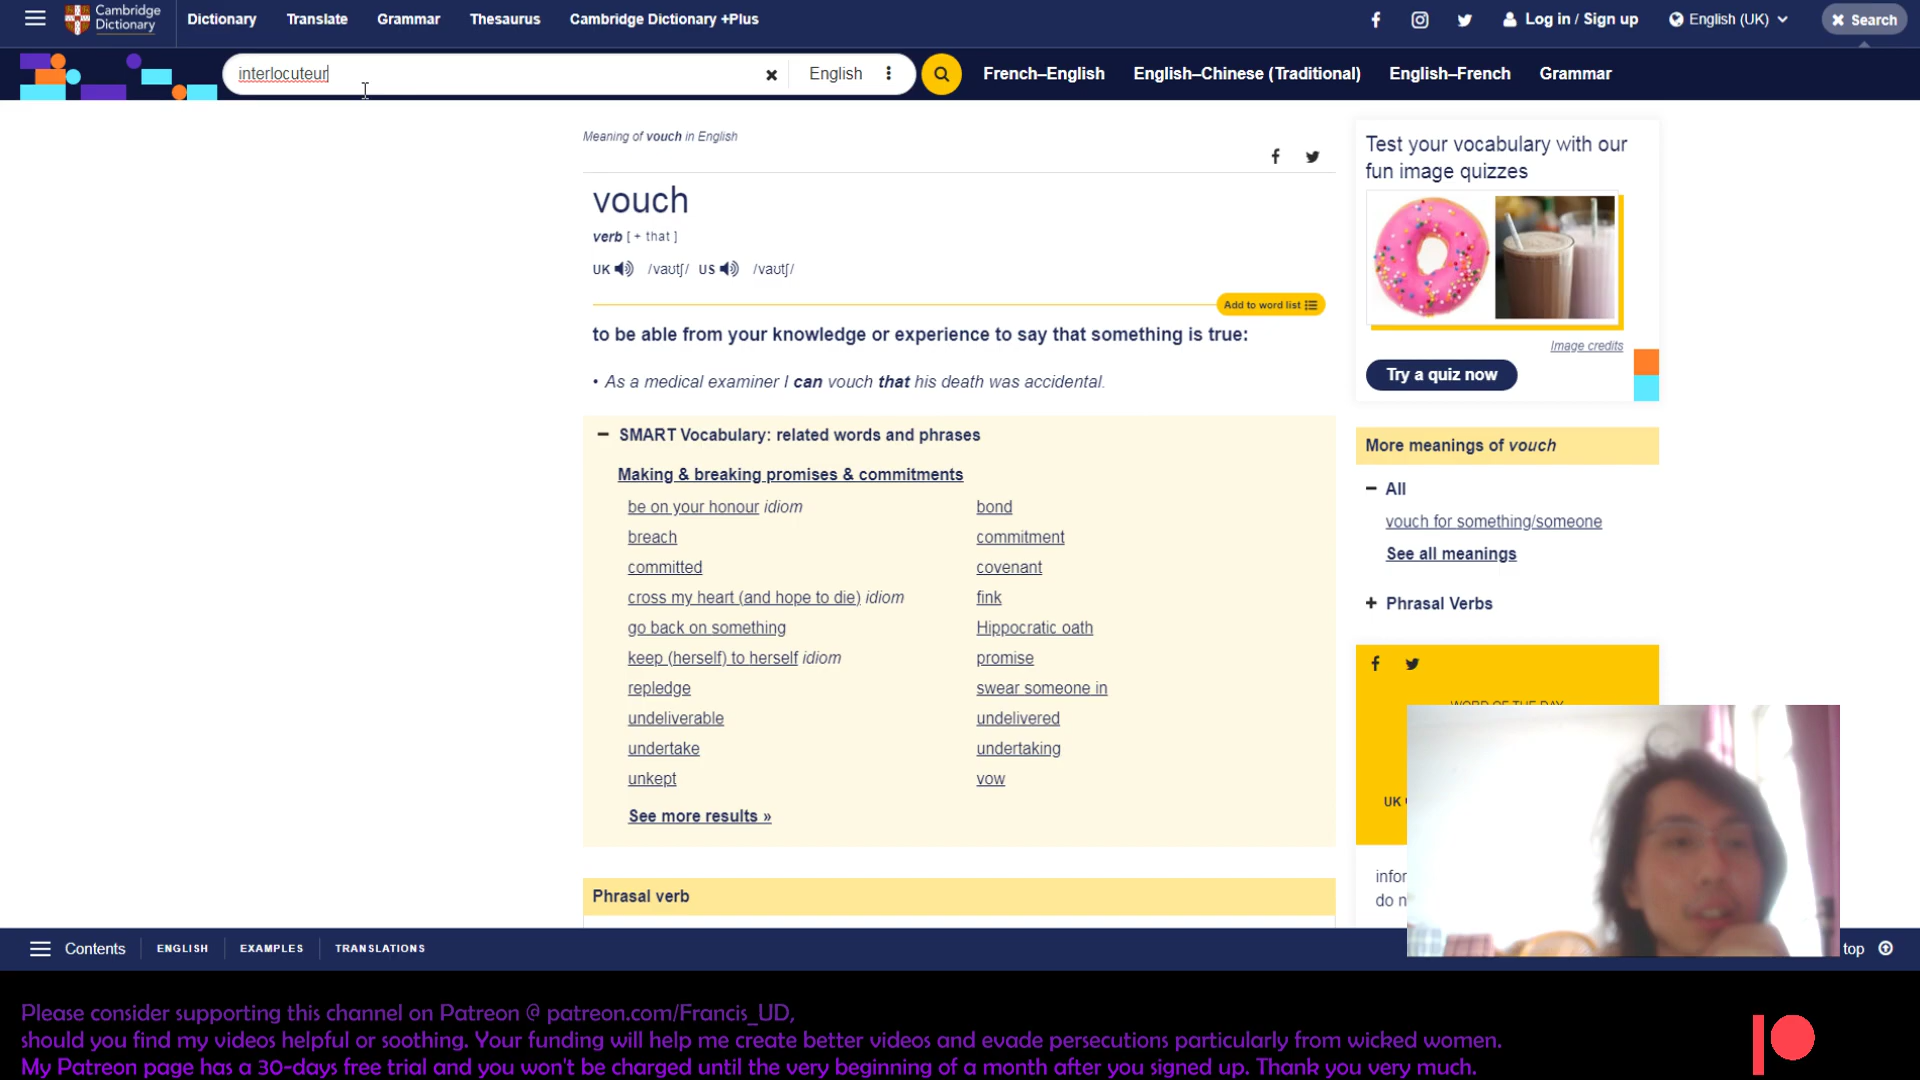 Cambridge
Dictionary
Dictionary Translate Grammar Thesaurus Cambridge Dictionary +Plus Log in / Sign up English (UK) Search
interlocuteur English French–English English–Chinese (Traditional) English–French Grammar
Meaning of vouch in English
vouch
verb [ + that ]
UK /vaʊtʃ/ US /vaʊtʃ/
Add to word list
to be able from your knowledge or experience to say that something is true:
• As a medical examiner I can vouch that his death was accidental.
− SMART Vocabulary: related words and phrases
Making & breaking promises & commitments
be on your honour idiom
breach
committed
cross my heart (and hope to die) idiom
go back on something
keep (herself) to herself idiom
repledge
undeliverable
undertake
unkept
bond
commitment
covenant
fink
Hippocratic oath
promise
swear someone in
undelivered
undertaking
vow
See more results »
Phrasal verb
Test your vocabulary with our
fun image quizzes
Image credits
Try a quiz now
More meanings of vouch
− All
vouch for something/someone
See all meanings
+ Phrasal Verbs
WORD OF THE DAY
UK
do n
Contents ENGLISH EXAMPLES TRANSLATIONS top
Please consider supporting this channel on Patreon @ patreon.com/Francis_UD,
should you find my videos helpful or soothing. Your funding will help me create better videos and evade persecutions particularly from wicked women.
My Patreon page has a 30-days free trial and you won't be charged until the very beginning of a month after you signed up. Thank you very much.